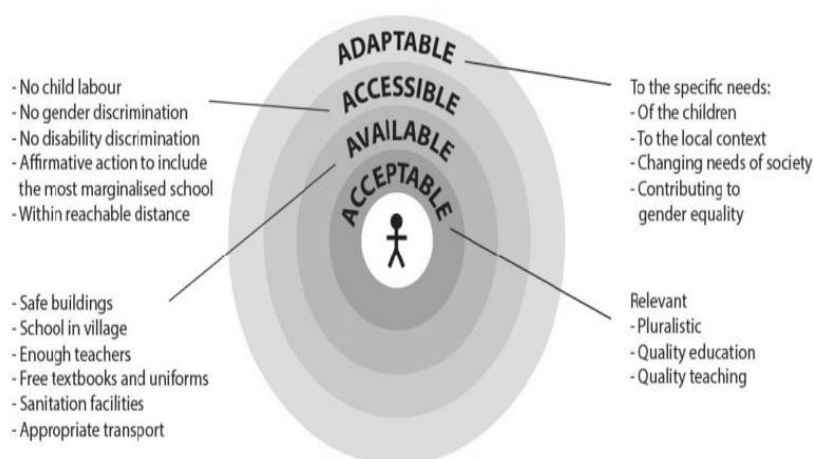 ADAPTABLE
ACCESSIBLE
AVAILABLE
ACCEPTABLE
- No child labour
- No gender discrimination
- No disability discrimination
- Affirmative action to include
the most marginalised school
- Within reachable distance
To the specific needs:
- Of the children
- To the local context
- Changing needs of society
- Contributing to
gender equality
- Safe buildings
- School in village
- Enough teachers
- Free textbooks and uniforms
- Sanitation facilities
- Appropriate transport
Relevant
- Pluralistic
- Quality education
- Quality teaching